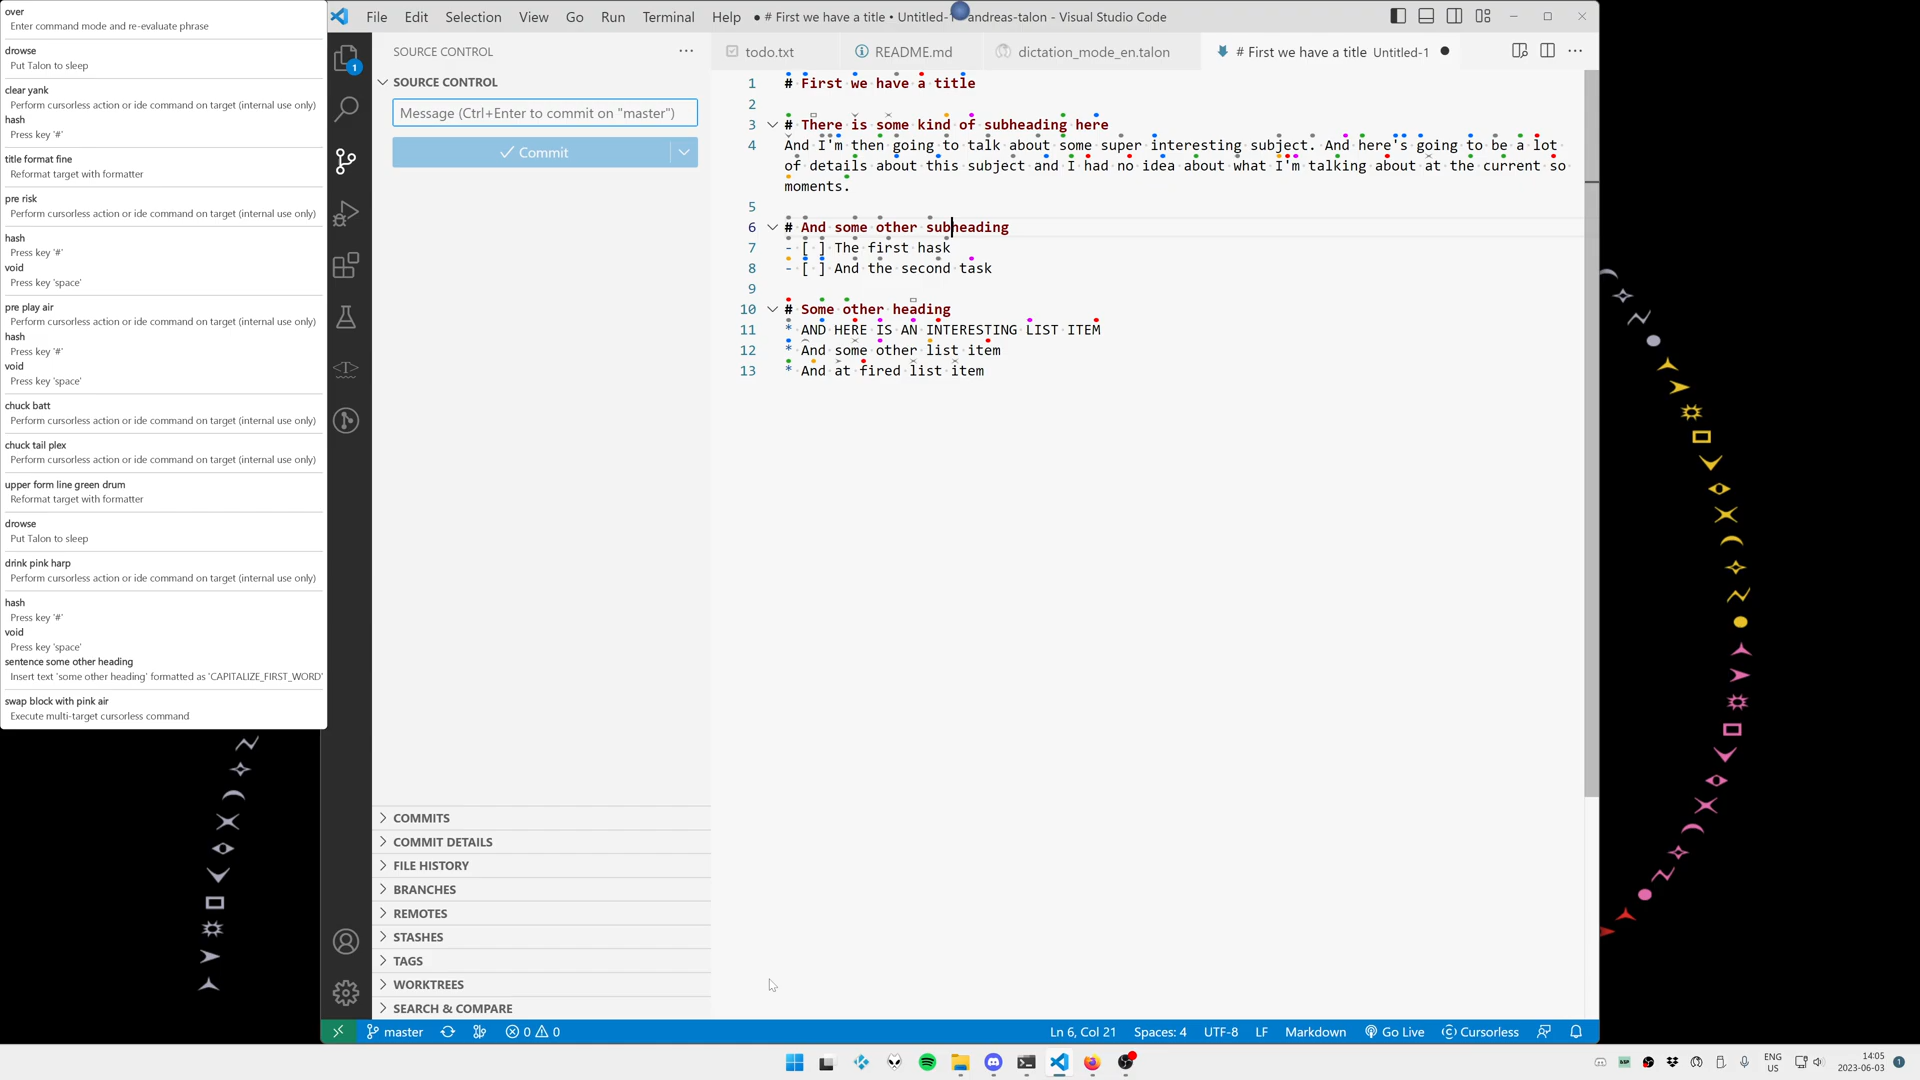 over
Enter command mode and re-evaluate phrase
drowse
Put Talon to sleep
clear yank
Perform cursorless action or ide command on target (internal use only)
hash
Press key '#'
title format fine
Reformat target with formatter
pre risk
Perform cursorless action or ide command on target (internal use only)
hash
Press key '#'
void
Press key 'space'
pre play air
Perform cursorless action or ide command on target (internal use only)
hash
Press key '#'
void
Press key 'space'
chuck batt
Perform cursorless action or ide command on target (internal use only)
chuck tail plex
Perform cursorless action or ide command on target (internal use only)
upper form line green drum
Reformat target with formatter
drowse
Put Talon to sleep
drink pink harp
Perform cursorless action or ide command on target (internal use only)
hash
Press key '#'
void
Press key 'space'
sentence some other heading
Insert text 'some other heading' formatted as 'CAPITALIZE_FIRST_WORD'
swap block with pink air
Execute multi-target cursorless command
File Edit Selection View Go Run Terminal Help
● # First we have a title • Untitled-1 - andreas-talon - Visual Studio Code
SOURCE CONTROL
SOURCE CONTROL
Message (Ctrl+Enter to commit on "master")
Commit
COMMITS
COMMIT DETAILS
FILE HISTORY
BRANCHES
REMOTES
STASHES
TAGS
WORKTREES
SEARCH & COMPARE
todo.txt README.md dictation_mode_en.talon # First we have a title Untitled-1
1 # First we have a title
2
3 # There is some kind of subheading here
4 And I'm then going to talk about some super interesting subject. And here's going to be a lot
of details about this subject and I had no idea about what I'm talking about at the current so
moments.
5
6 # And some other subheading
7 - [ ] The first hask
8 - [ ] And the second task
9
10 # Some other heading
11 * AND HERE IS AN INTERESTING LIST ITEM
12 * And some other list item
13 * And at fired list item
master 0 0 Ln 6, Col 21 Spaces: 4 UTF-8 LF Markdown Go Live Cursorless
ENG
US
14:05
2023-06-03
1
1